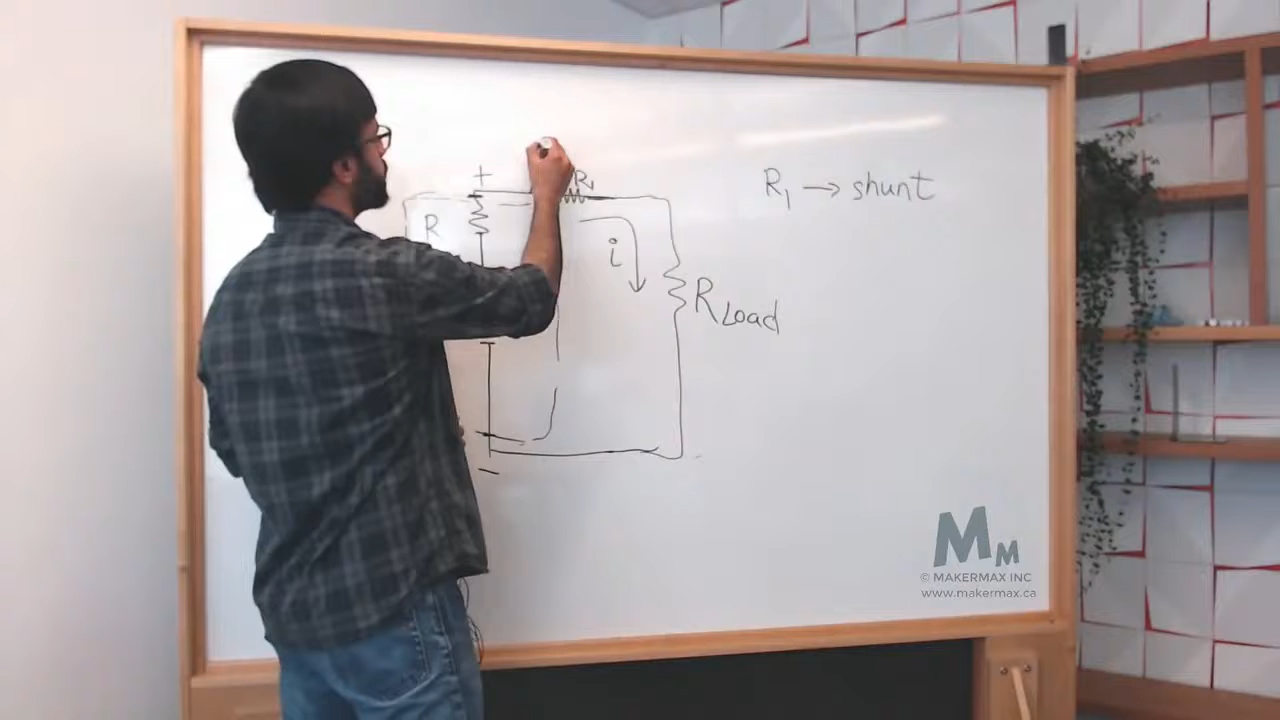 +
R₁
R₁ → shunt
R
i
R Load
−
M M
© MAKERMAX INC
www.makermax.ca